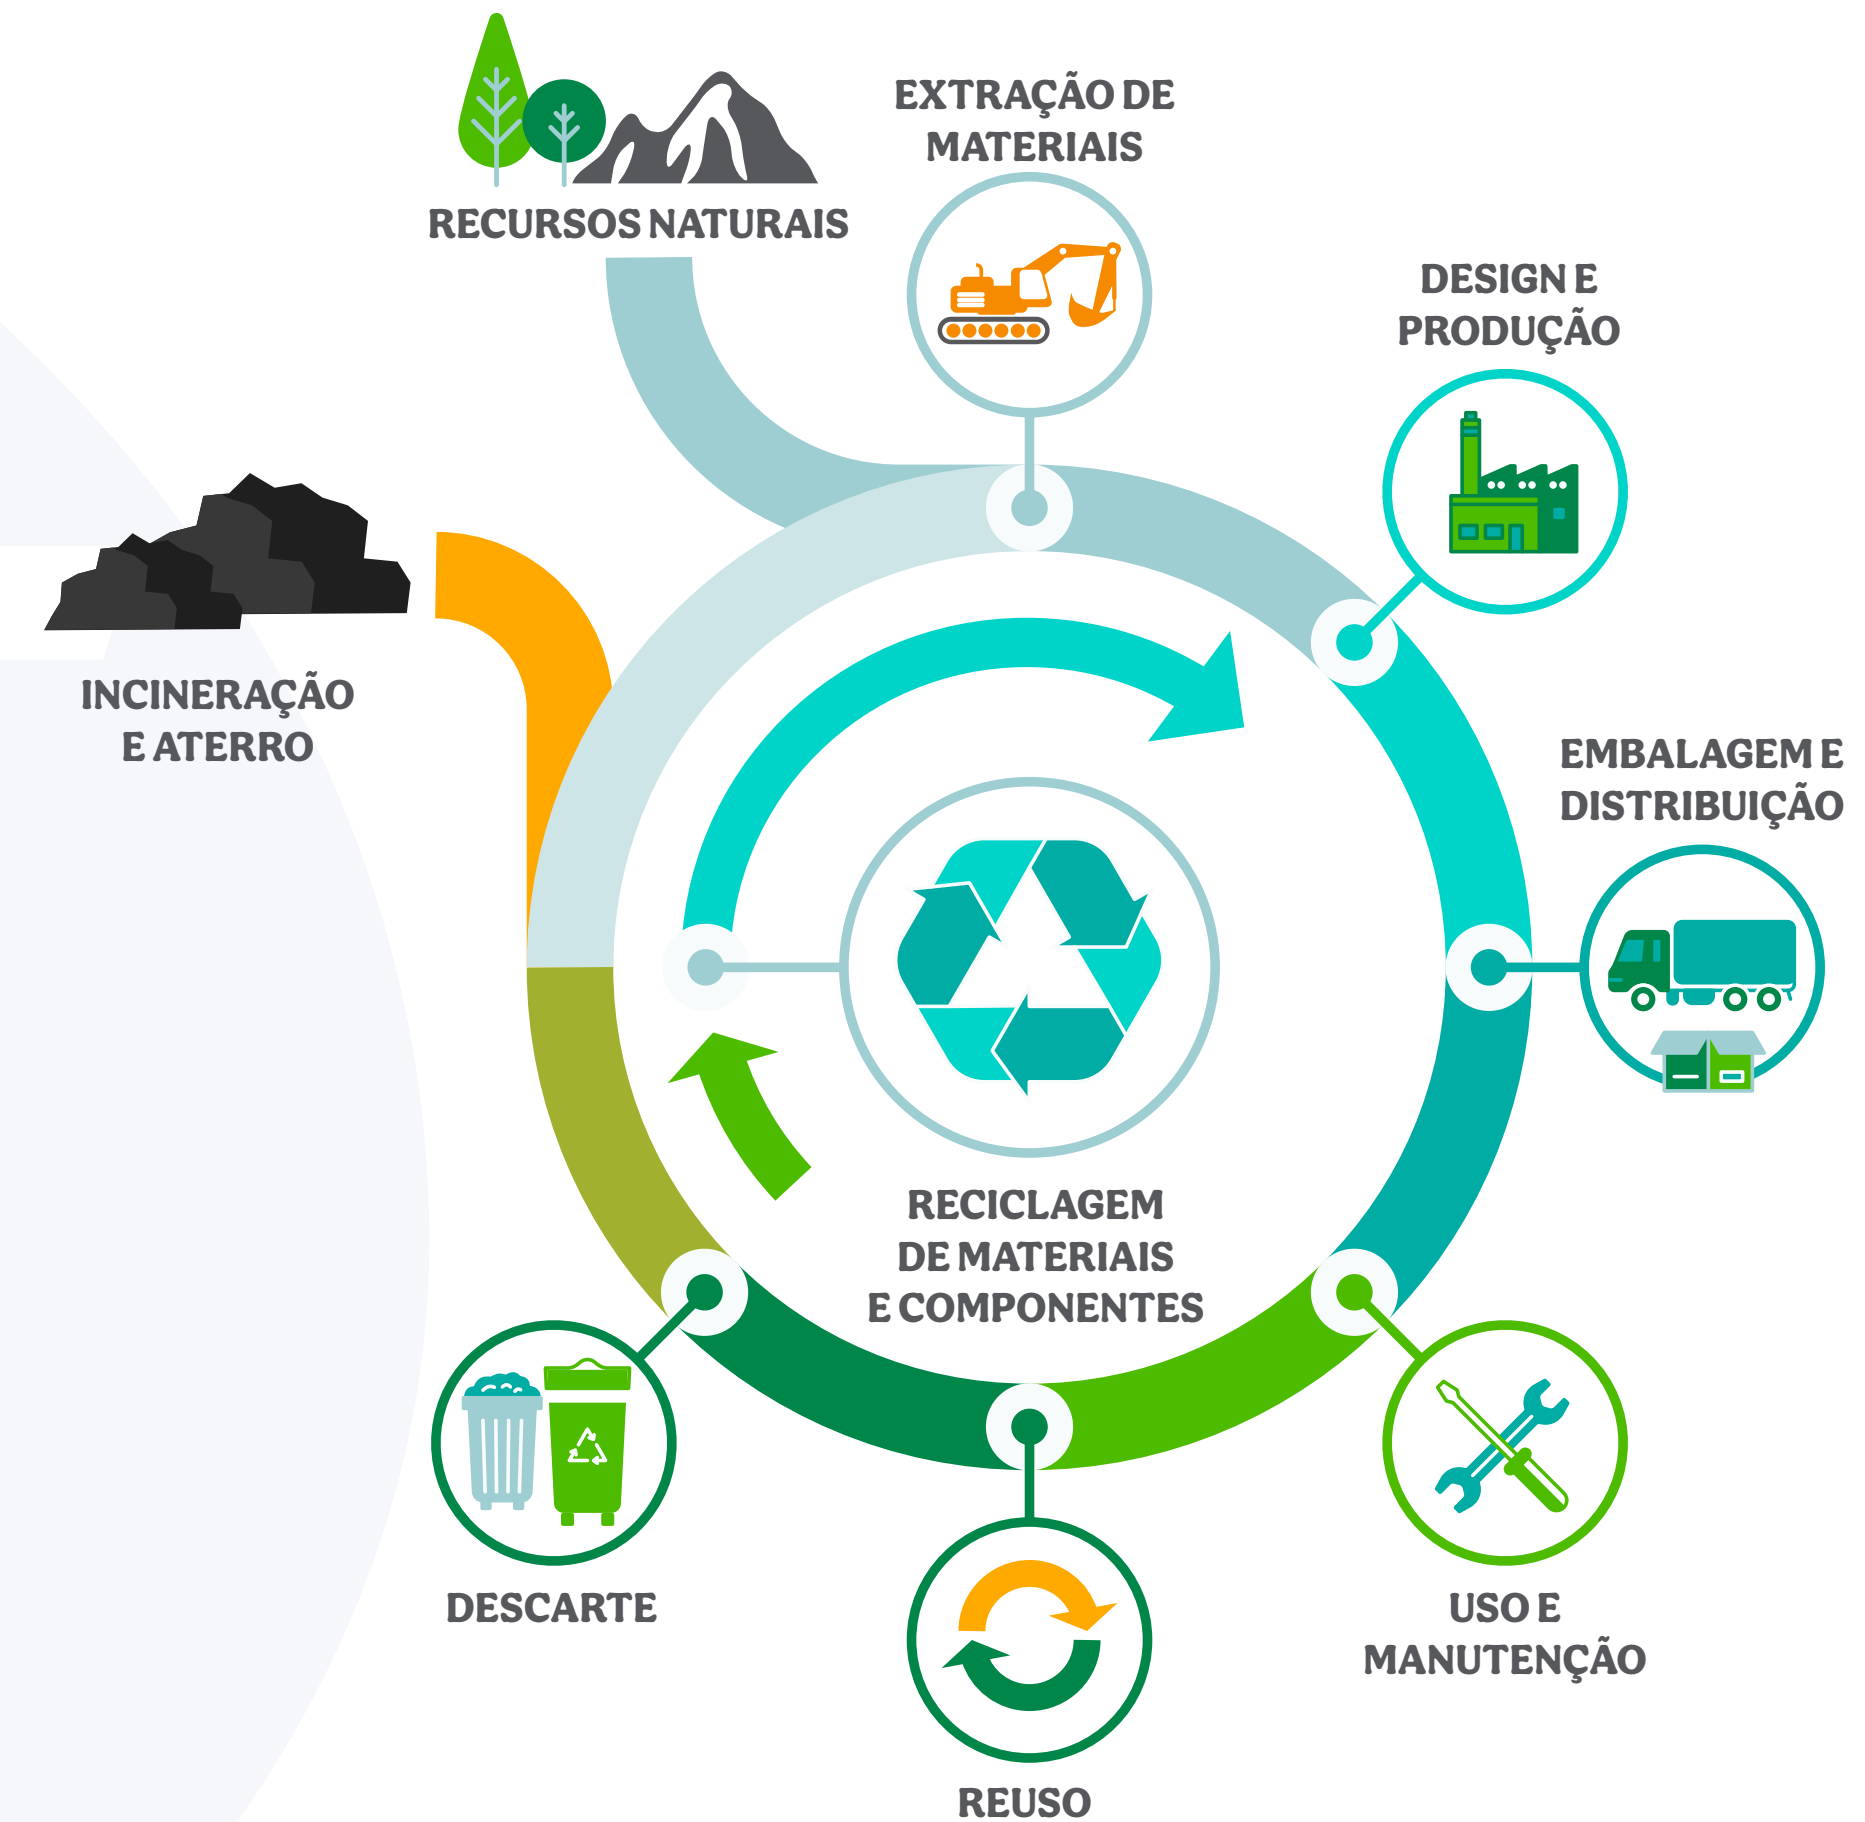 RECURSOS NATURAIS
EXTRAÇÃO DE
MATERIAIS
DESIGN E
PRODUÇÃO
EMBALAGEM E
DISTRIBUIÇÃO
USO E
MANUTENÇÃO
REUSO
DESCARTE
INCINERAÇÃO
E ATERRO
RECICLAGEM
DE MATERIAIS
E COMPONENTES